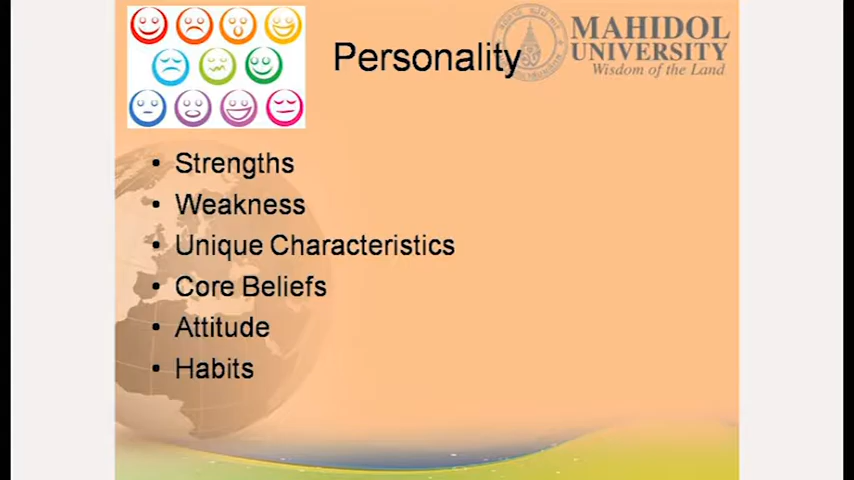 Personality
MAHIDOL
UNIVERSITY
Wisdom of the Land
• Strengths
• Weakness
• Unique Characteristics
• Core Beliefs
• Attitude
• Habits